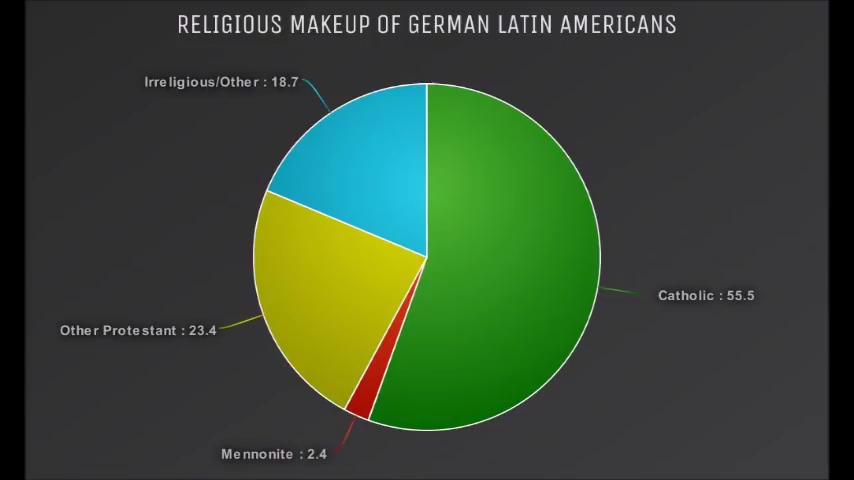 RELIGIOUS MAKEUP OF GERMAN LATIN AMERICANS
Irreligious/Other : 18.7
Catholic : 55.5
Other Protestant : 23.4
Mennonite : 2.4